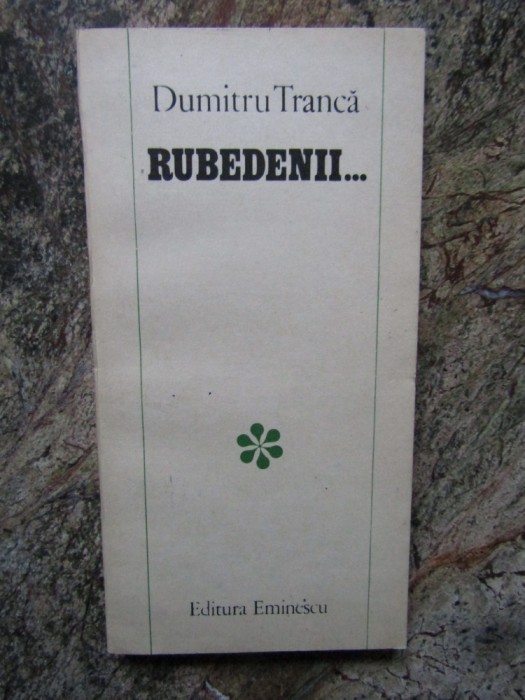 Dumitru Trancă
RUBEDENII...
Editura Eminescu